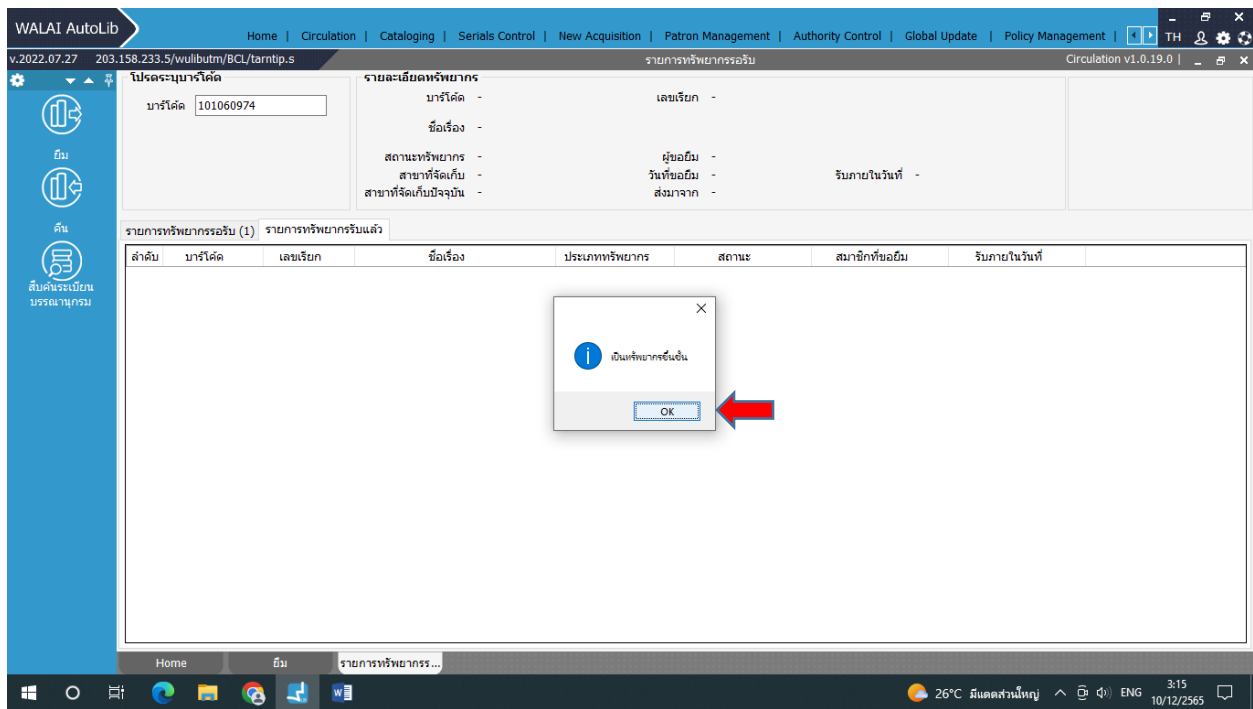 WALAI AutoLib
Home | Circulation | Cataloging | Serials Control | New Acquisition | Patron Management | Authority Control | Global Update | Policy Management | TH
v.2022.07.27 203.158.233.5/wulibutm/BCL/tarntip.s รายการทรัพยากรรอรับ Circulation v1.0.19.0 |
โปรดระบุบาร์โค้ด
บาร์โค้ด 101060974
รายละเอียดทรัพยากร
บาร์โค้ด - เลขเรียก -
ชื่อเรื่อง -
สถานะทรัพยากร - ผู้ขอยืม -
สาขาที่จัดเก็บ - วันที่ขอยืม - รับภายในวันที่ -
สาขาที่จัดเก็บปัจจุบัน - ส่งมาจาก -
ยืม
คืน
สืบค้นระเบียน
บรรณานุกรม
รายการทรัพยากรรอรับ (1) รายการทรัพยากรรับแล้ว
ลำดับ บาร์โค้ด เลขเรียก ชื่อเรื่อง ประเภททรัพยากร สถานะ สมาชิกที่ขอยืม รับภายในวันที่
เป็นทรัพยากรขึ้นชั้น
OK
Home ยืม รายการทรัพยากรร...
26°C มีแดดส่วนใหญ่ ENG 3:15
10/12/2565